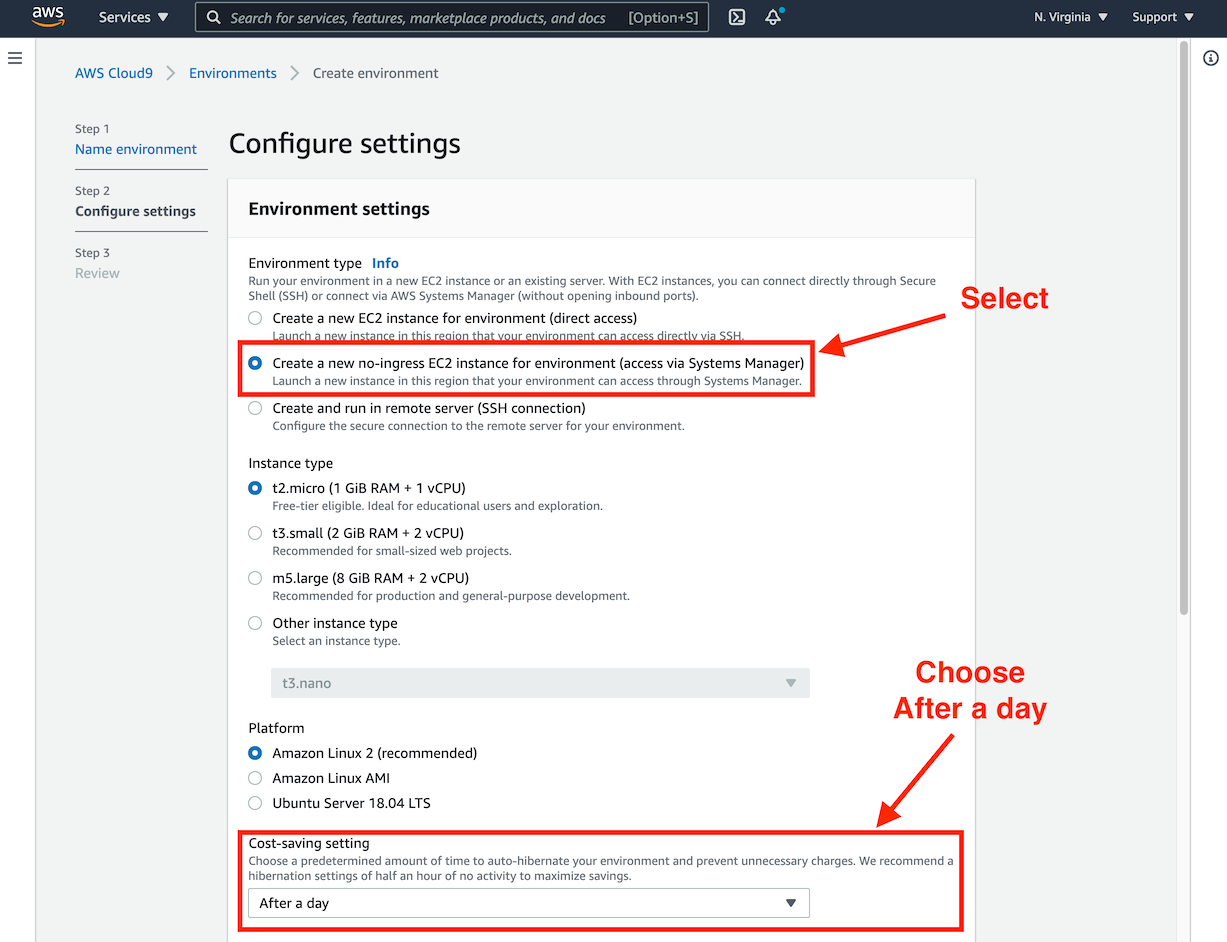 aws
Services
Search for services, features, marketplace products, and docs [Option+S]
N. Virginia
Support
AWS Cloud9
Environments
Create environment
Step 1
Name environment
Step 2
Configure settings
Step 3
Review
Configure settings
Environment settings
Environment type Info
Run your environment in a new EC2 instance or an existing server. With EC2 instances, you can connect directly through Secure
Shell (SSH) or connect via AWS Systems Manager (without opening inbound ports).
Create a new EC2 instance for environment (direct access)
Launch a new instance in this region that your environment can access directly via SSH.
Select
Create a new no-ingress EC2 instance for environment (access via Systems Manager)
Launch a new instance in this region that your environment can access through Systems Manager.
Create and run in remote server (SSH connection)
Configure the secure connection to the remote server for your environment.
Instance type
t2.micro (1 GiB RAM + 1 vCPU)
Free-tier eligible. Ideal for educational users and exploration.
t3.small (2 GiB RAM + 2 vCPU)
Recommended for small-sized web projects.
m5.large (8 GiB RAM + 2 vCPU)
Recommended for production and general-purpose development.
Other instance type
Select an instance type.
t3.nano
Choose
After a day
Platform
Amazon Linux 2 (recommended)
Amazon Linux AMI
Ubuntu Server 18.04 LTS
Cost-saving setting
Choose a predetermined amount of time to auto-hibernate your environment and prevent unnecessary charges. We recommend a
hibernation settings of half an hour of no activity to maximize savings.
After a day